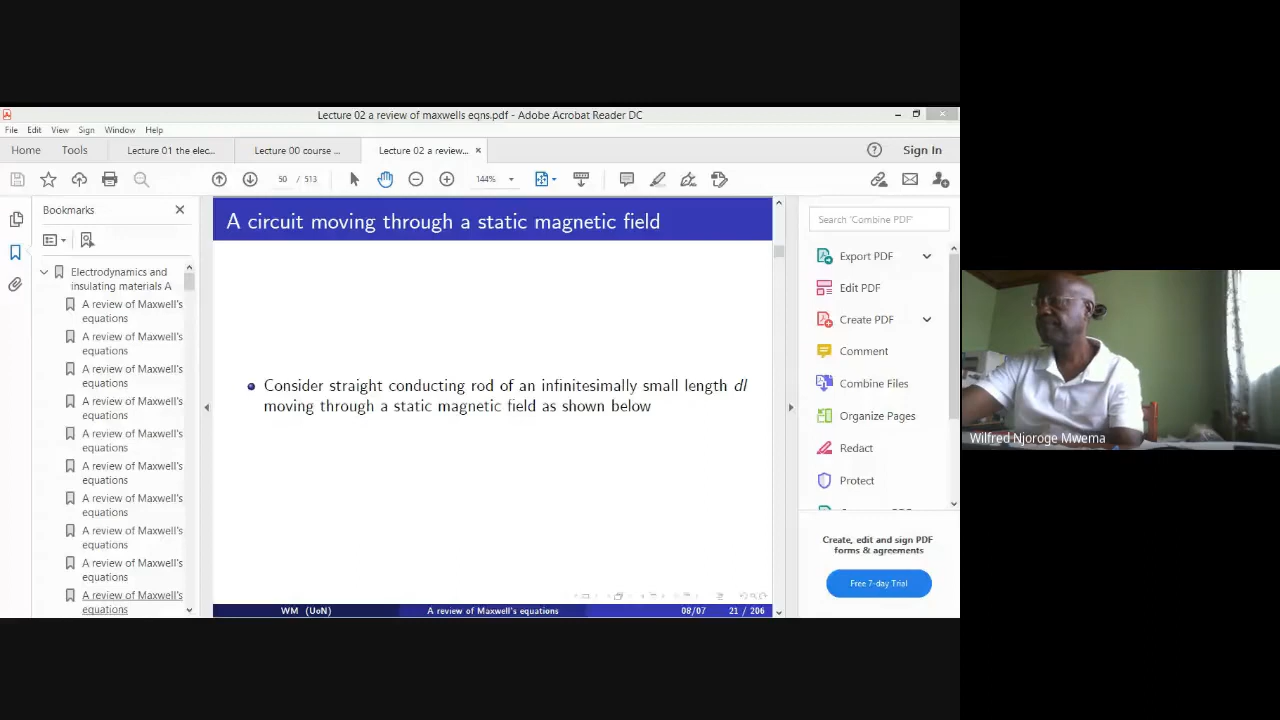 Lecture 02 a review of maxwells eqns.pdf - Adobe Acrobat Reader DC
File Edit View Sign Window Help
Home Tools Lecture 01 the elec... Lecture 00 course ... Lecture 02 a review... × Sign In
50 / 513 144%
Bookmarks
Electrodynamics and
insulating materials A
A review of Maxwell's
equations
A review of Maxwell's
equations
A review of Maxwell's
equations
A review of Maxwell's
equations
A review of Maxwell's
equations
A review of Maxwell's
equations
A review of Maxwell's
equations
A review of Maxwell's
equations
A review of Maxwell's
equations
A review of Maxwell's
equations
A circuit moving through a static magnetic field
Consider straight conducting rod of an infinitesimally small length dl
moving through a static magnetic field as shown below
WM (UoN) A review of Maxwell's equations 08/07 21 / 206
Search 'Combine PDF'
Export PDF
Edit PDF
Create PDF
Comment
Combine Files
Organize Pages
Redact
Protect
Create, edit and sign PDF
forms & agreements
Free 7-day Trial
Wilfred Njoroge Mwema